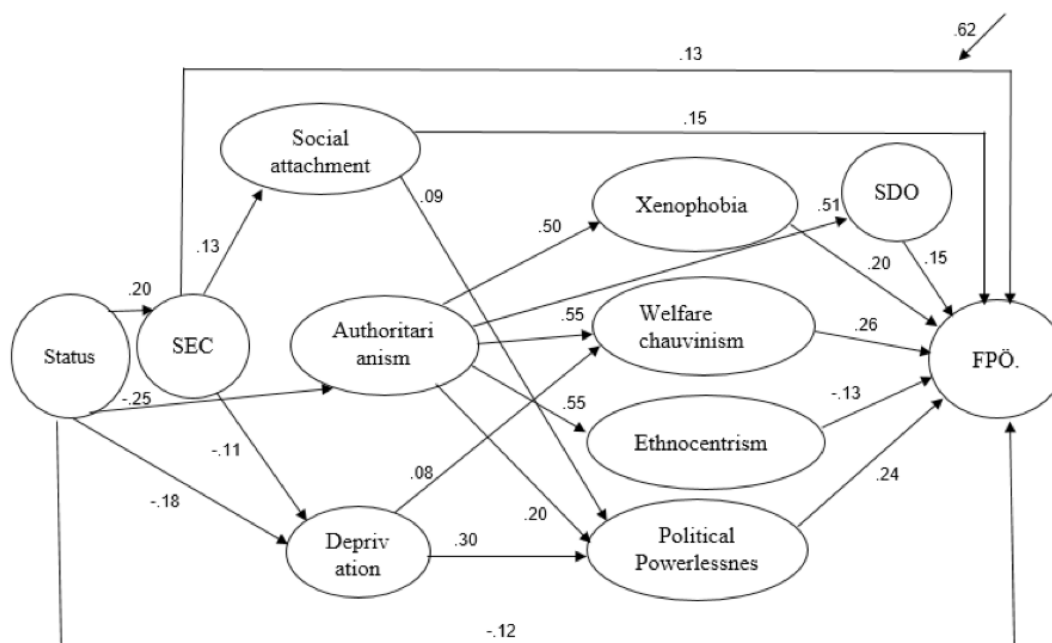 .62
.13
Social
attachment
.15
.09
Xenophobia
.51
SDO
.50
.15
.13
.20
.20
Status
SEC
Authoritari
anism
.55
Welfare
chauvinism
.26
FPÖ.
-.25
.55
-.13
Ethnocentrism
-.11
.08
.24
-.18
.20
Depriv
ation
.30
Political
Powerlessnes
-.12